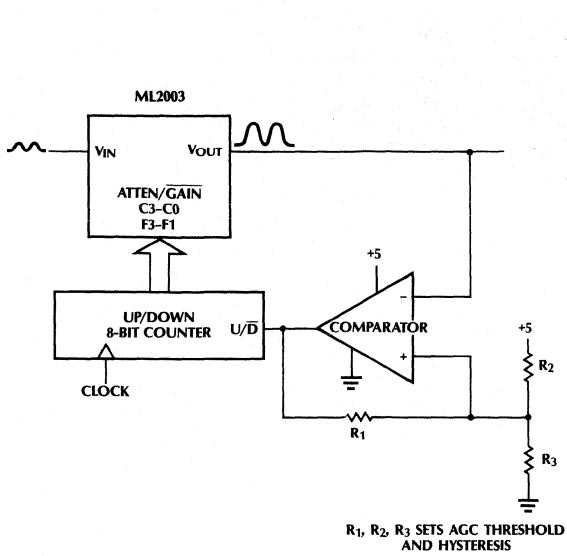 ML2003
VIN
VOUT
ATTEN/GAIN
C3–C0
F3–F1
+5
UP/DOWN
8-BIT COUNTER
U/D
COMPARATOR
−
+
+5
CLOCK
R2
R1
R3
R1, R2, R3 SETS AGC THRESHOLD
AND HYSTERESIS